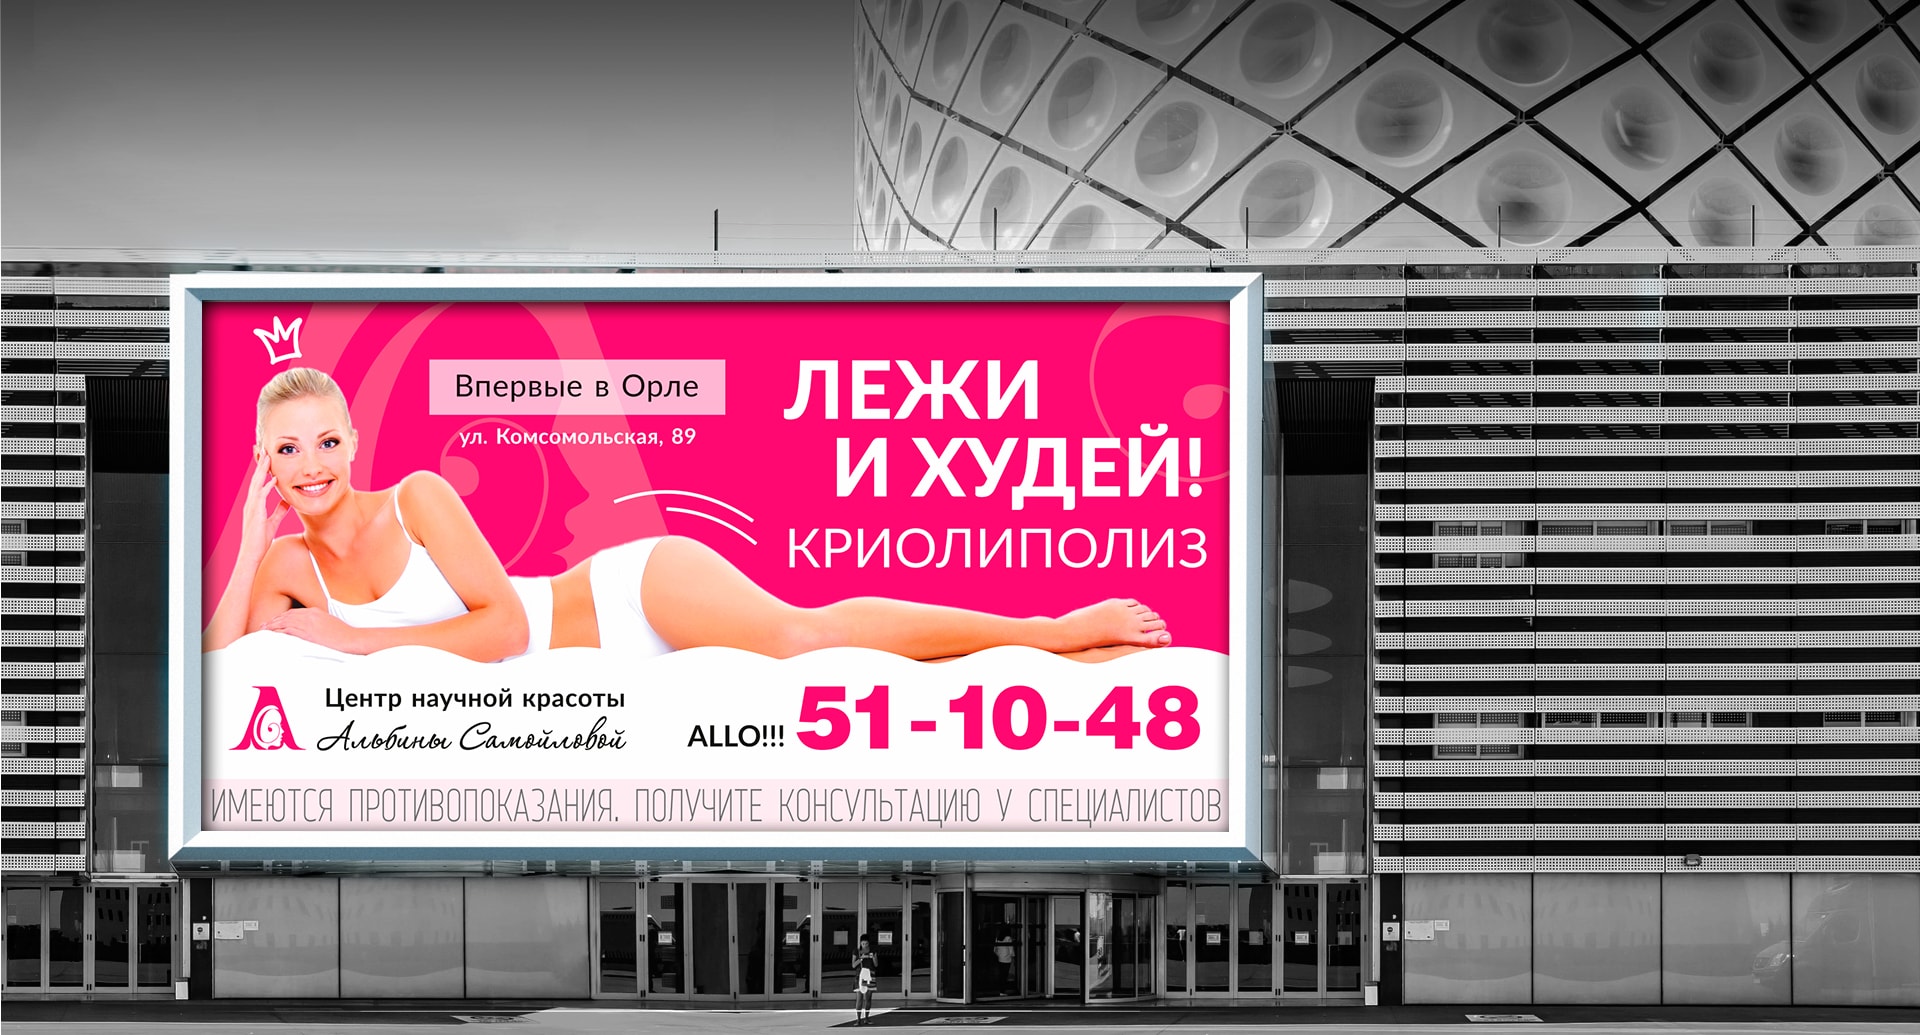 Впервые в Орле
ул. Комсомольская, 89
ЛЕЖИ
И ХУДЕЙ!
КРИОЛИПОЛИЗ
Центр научной красоты
Альбины Самойловой
ALLO!!! 51-10-48
ИМЕЮТСЯ ПРОТИВОПОКАЗАНИЯ. ПОЛУЧИТЕ КОНСУЛЬТАЦИЮ У СПЕЦИАЛИСТОВ